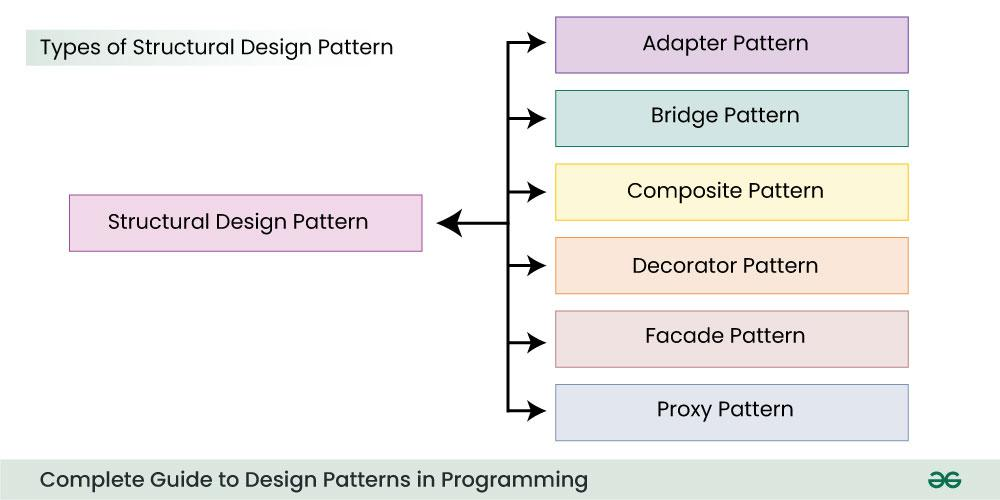 Types of Structural Design Pattern
Structural Design Pattern
Adapter Pattern
Bridge Pattern
Composite Pattern
Decorator Pattern
Facade Pattern
Proxy Pattern
Complete Guide to Design Patterns in Programming